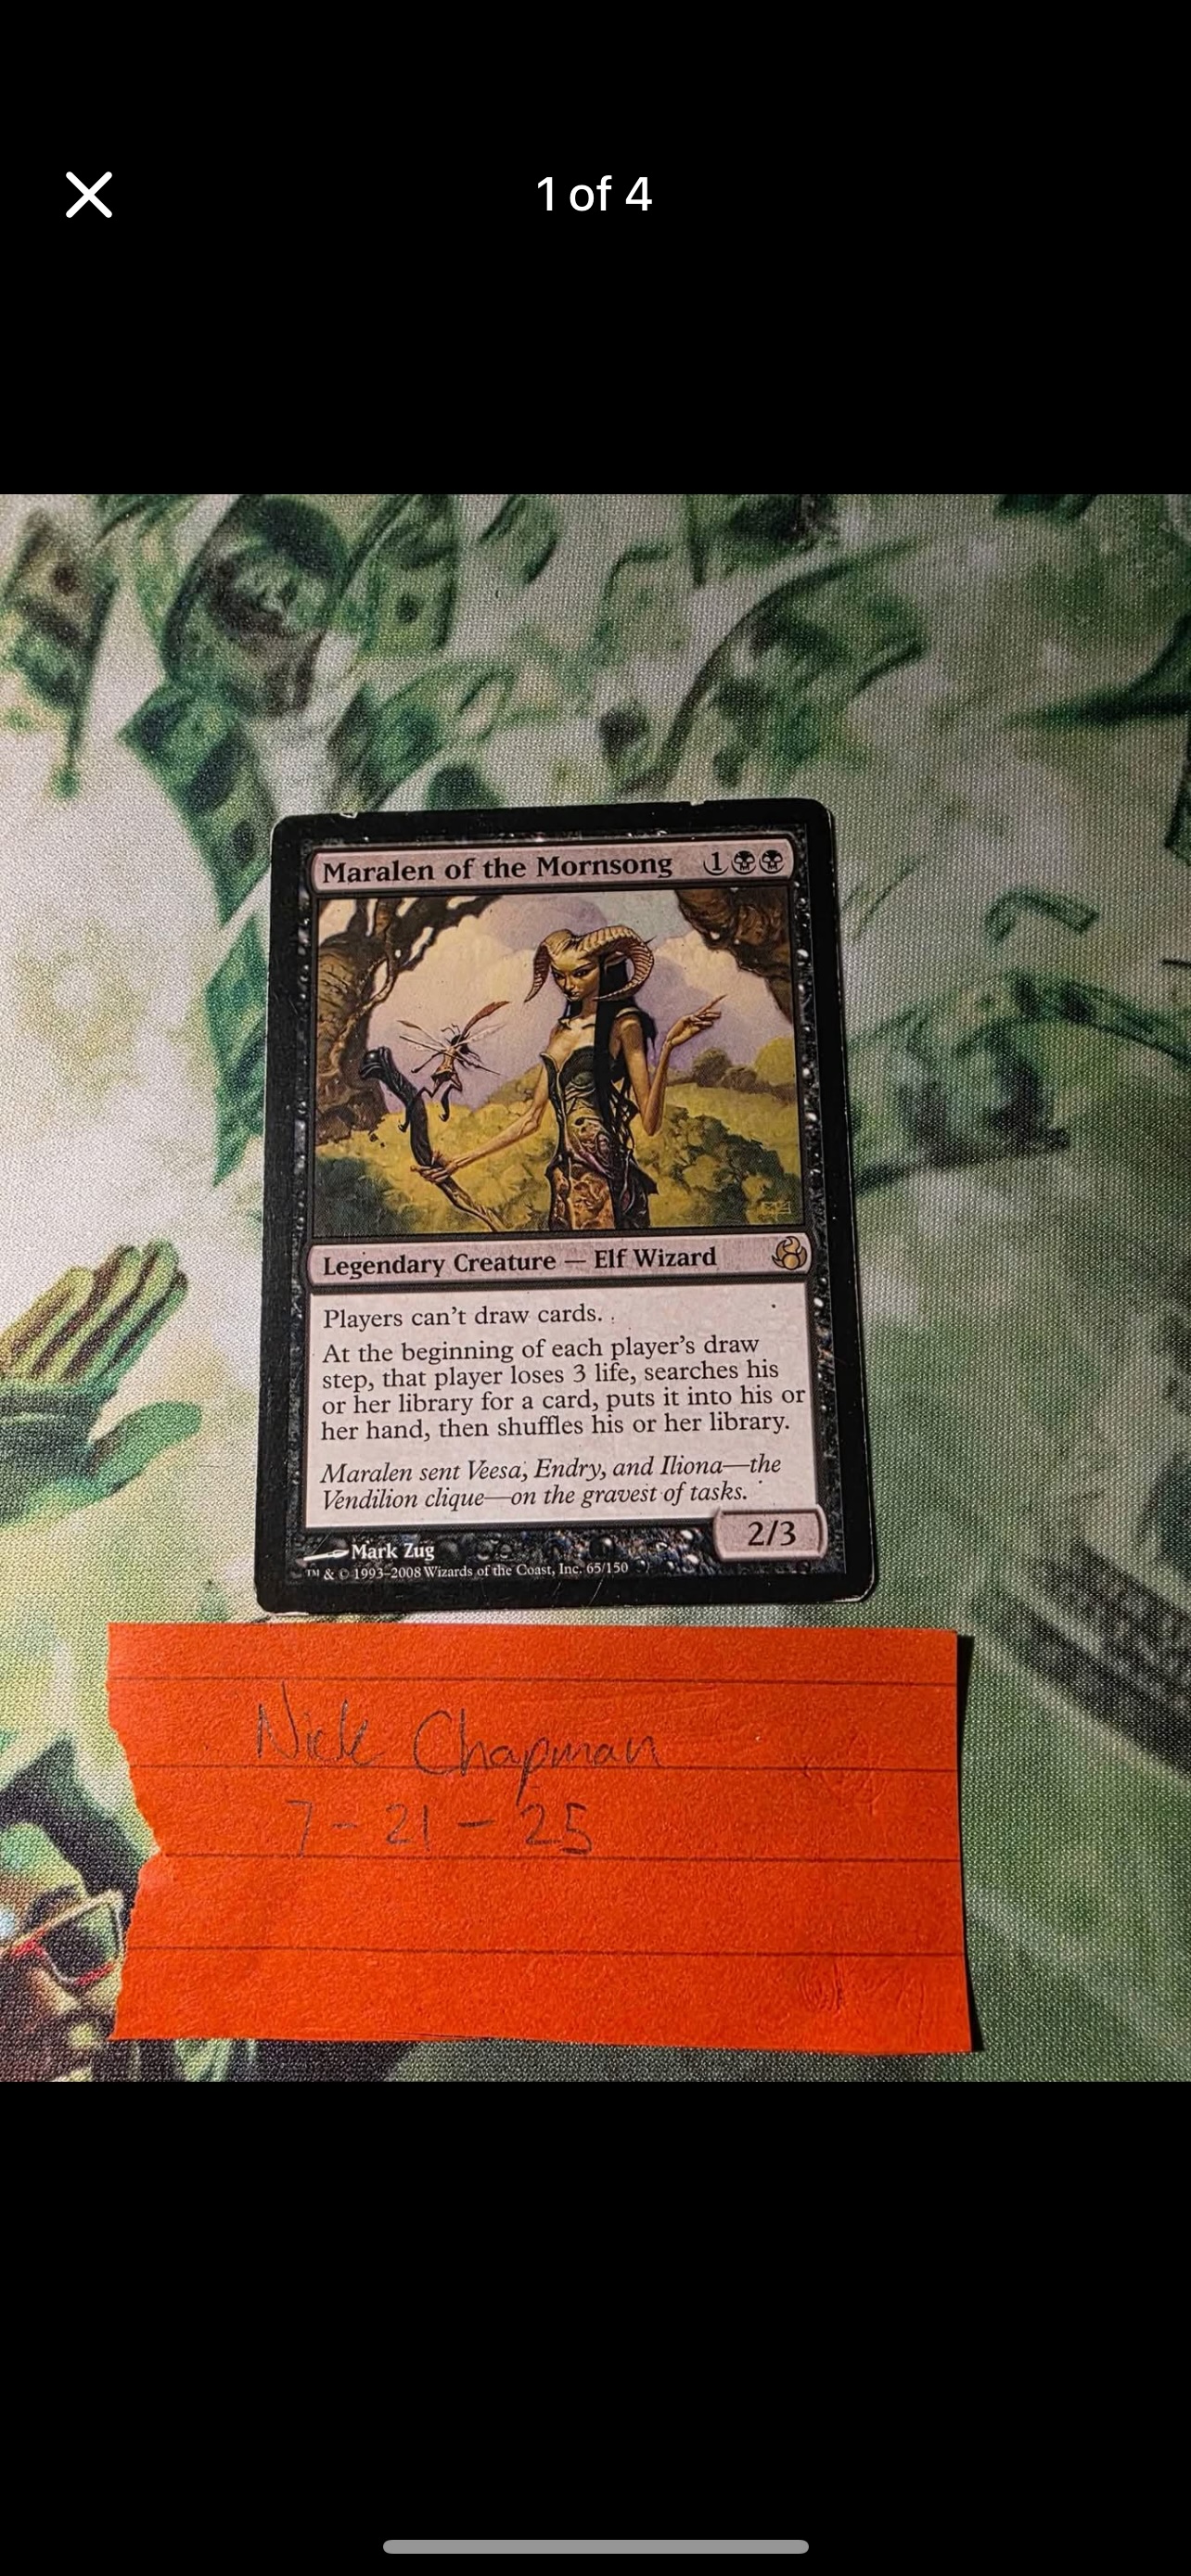 1 of 4
Maralen of the Mornsong 1
Legendary Creature — Elf Wizard
Players can't draw cards.
At the beginning of each player's draw
step, that player loses 3 life, searches his
or her library for a card, puts it into his or
her hand, then shuffles his or her library.
Maralen sent Veesa, Endry, and Iliona—the
Vendilion clique—on the gravest of tasks.
2/3
Mark Zug
™ & © 1993–2008 Wizards of the Coast, Inc. 65/150
Nick Chapman
7-21-25